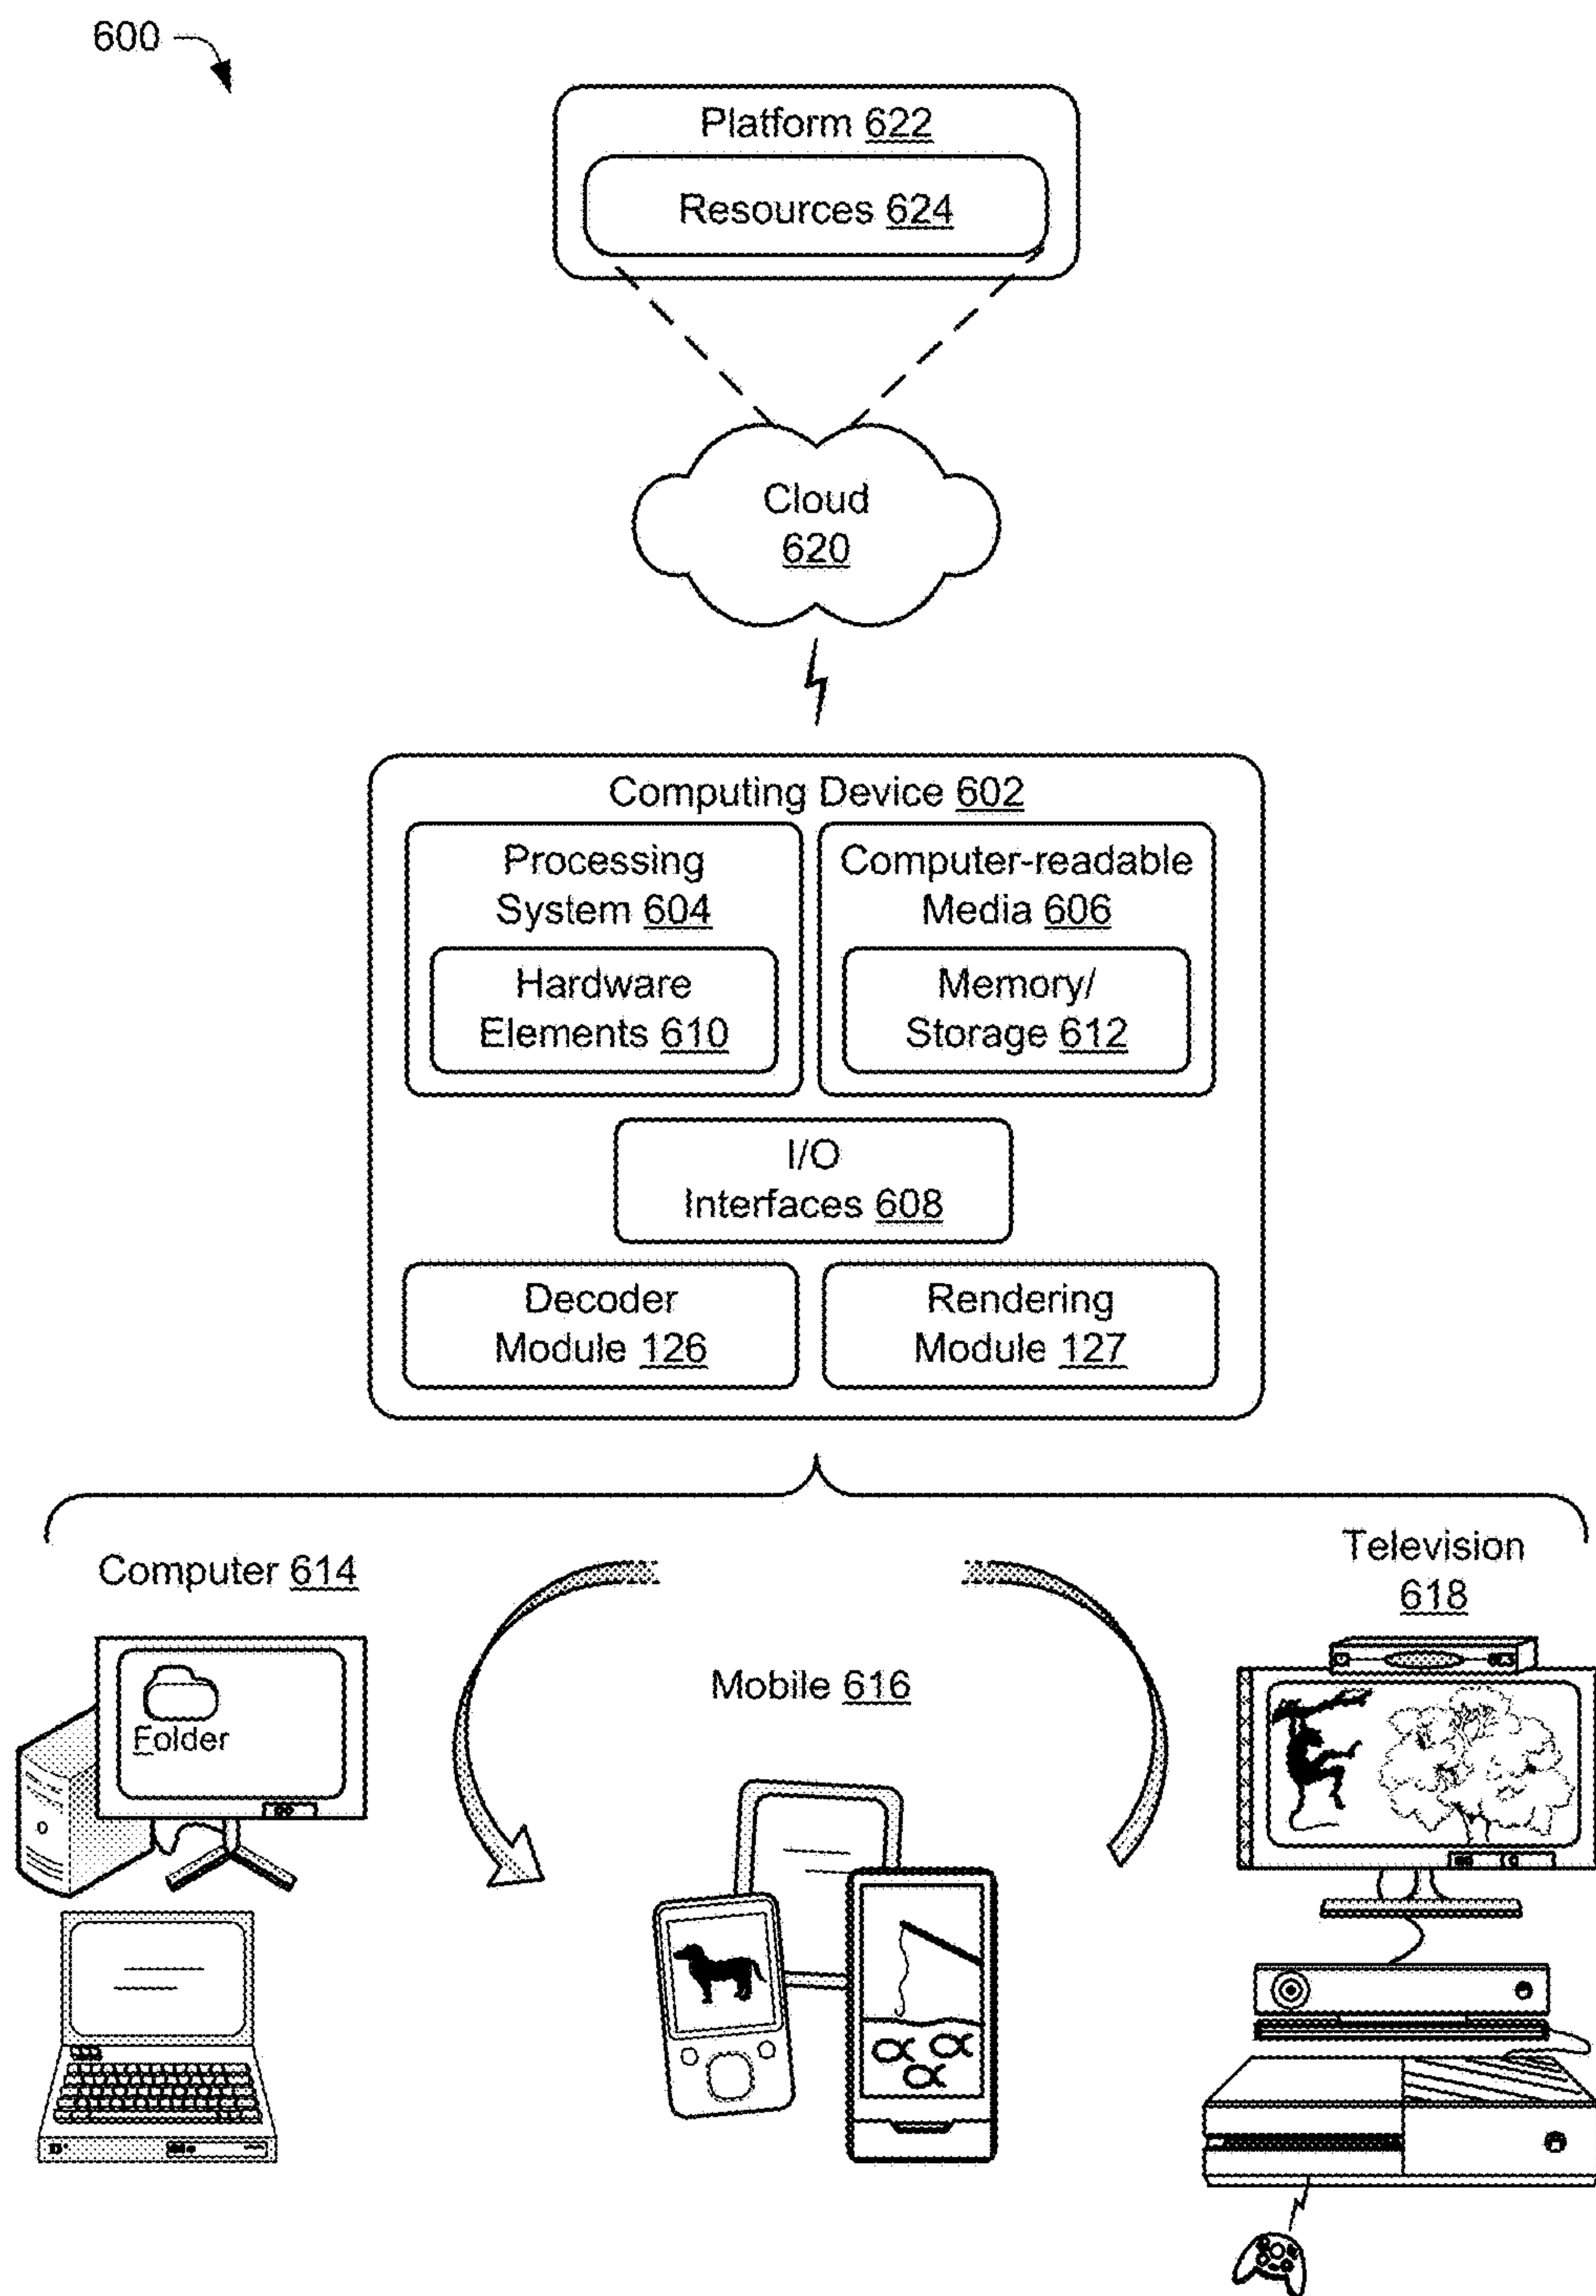 600
Platform 622
Resources 624
Cloud
620
Computing Device 602
Processing
System 604
Computer-readable
Media 606
Hardware
Elements 610
Memory/
Storage 612
I/O
Interfaces 608
Decoder
Module 126
Rendering
Module 127
Computer 614
Television
618
Mobile 616
Folder